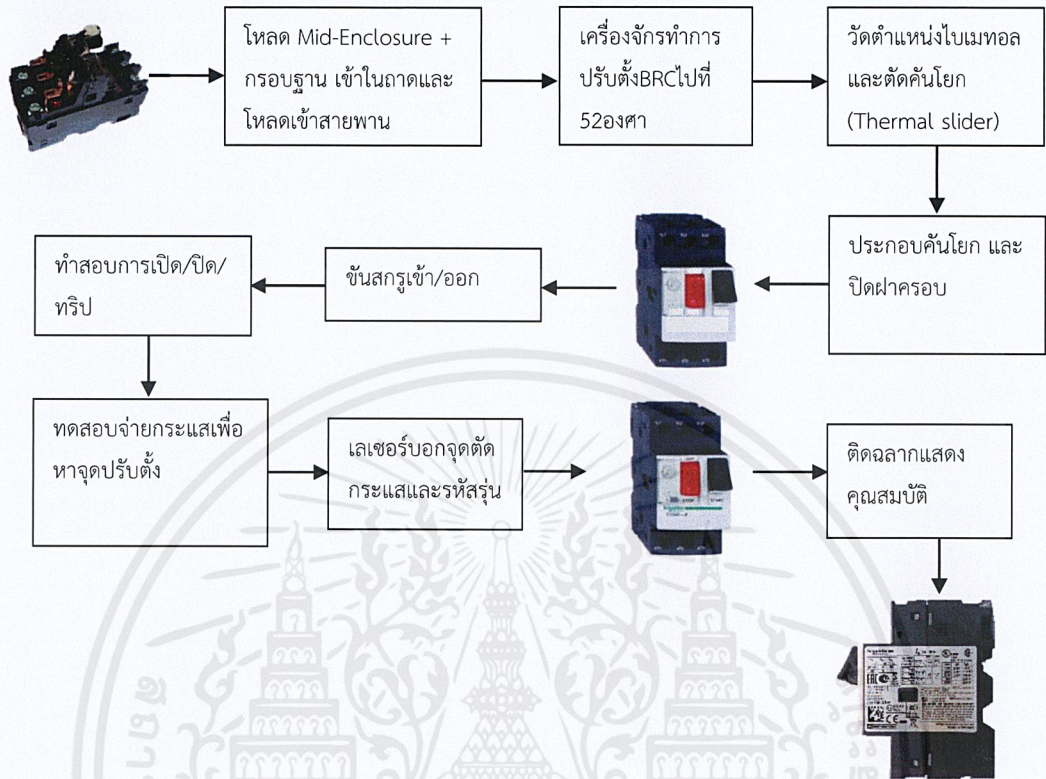 โหลด Mid-Enclosure +
กรอบฐาน เข้าในถาดและ
โหลดเข้าสายพาน
เครื่องจักรทำการ
ปรับตั้งBRCไปที่
52องศา
วัดตำแหน่งไบเมทอล
และตัดคันโยก
(Thermal slider)
ประกอบคันโยก และ
ปิดฝาครอบ
ขันสกรูเข้า/ออก
ทำสอบการเปิด/ปิด/
ทริป
ทดสอบจ่ายกระแสเพื่อ
หาจุดปรับตั้ง
เลเซอร์บอกจุดตัด
กระแสและรหัสรุ่น
ติดฉลากแสดง
คุณสมบัติ